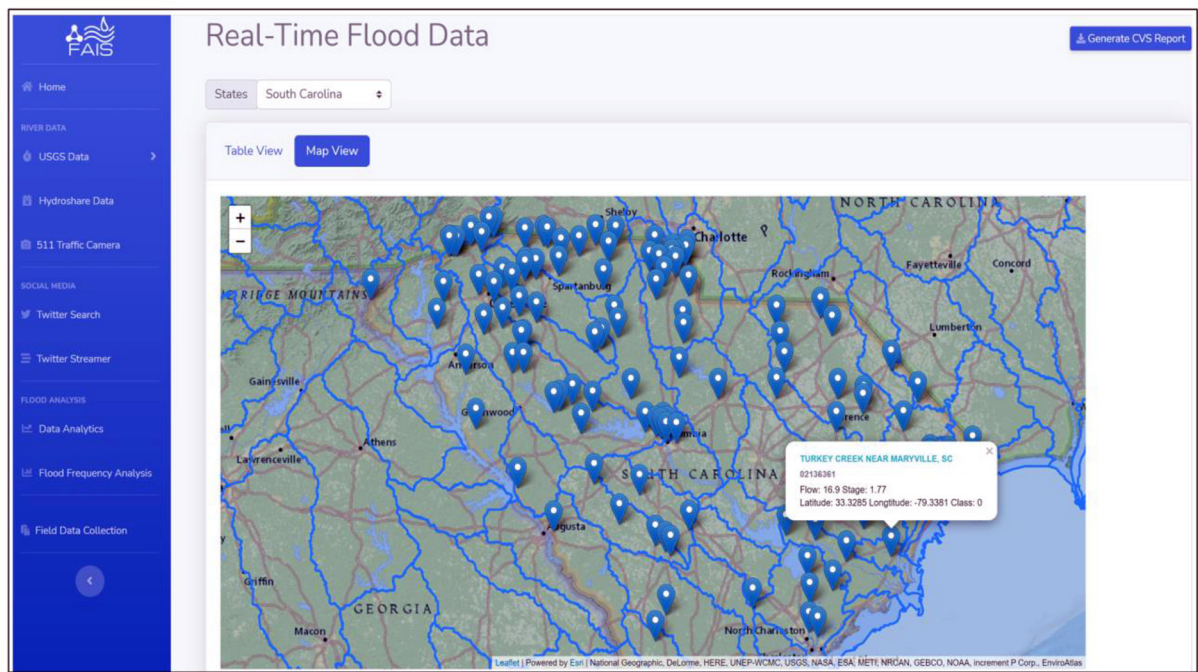 FAIS
Real-Time Flood Data
Generate CVS Report
Home
States South Carolina
RIVER DATA
USGS Data
Table View Map View
Hydroshare Data
511 Traffic Camera
SOCIAL MEDIA
Twitter Search
Twitter Streamer
FLOOD ANALYSIS
Data Analytics
Flood Frequency Analysis
Field Data Collection
+
−
Shelby
NORTH CAROLINA
Charlotte
Rockingham
Fayetteville
Concord
Spartanburg
RIDGE MOUNTAINS
Lumberton
Gainesville
Athens
Lawrenceville
SOUTH CAROLINA
TURKEY CREEK NEAR MARYVILLE, SC
×
02136361
Flow: 16.9 Stage: 1.77
Latitude: 33.3285 Longtitude: -79.3381 Class: 0
Augusta
Griffin
GEORGIA
Macon
North Charleston
Leaflet | Powered by Esri | National Geographic, DeLorme, HERE, UNEP-WCMC, USGS, NASA, ESA, METI, NRCAN, GEBCO, NOAA, increment P Corp., EnviroAtlas